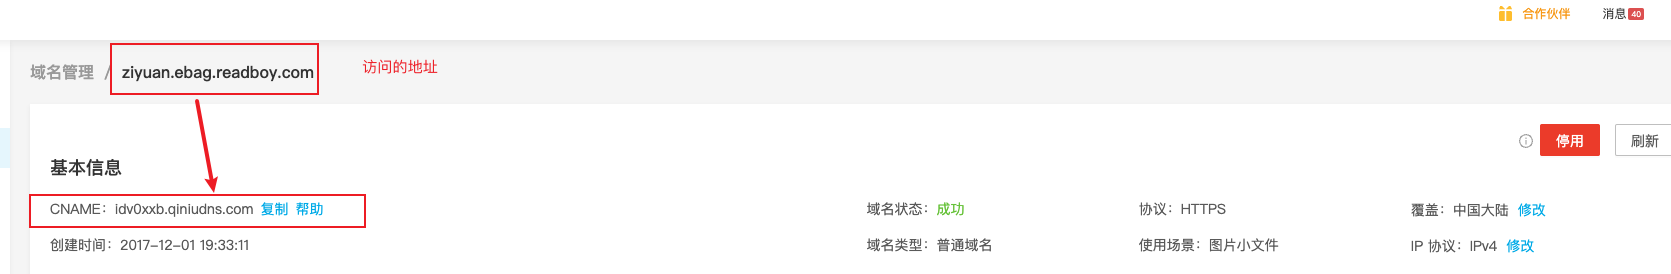 合作伙伴 消息 40
域名管理 / ziyuan.ebag.readboy.com 访问的地址
停用 刷新
基本信息
CNAME：idv0xxb.qiniudns.com 复制 帮助 域名状态：成功 协议：HTTPS 覆盖：中国大陆 修改
创建时间：2017-12-01 19:33:11 域名类型：普通域名 使用场景：图片小文件 IP 协议：IPv4 修改